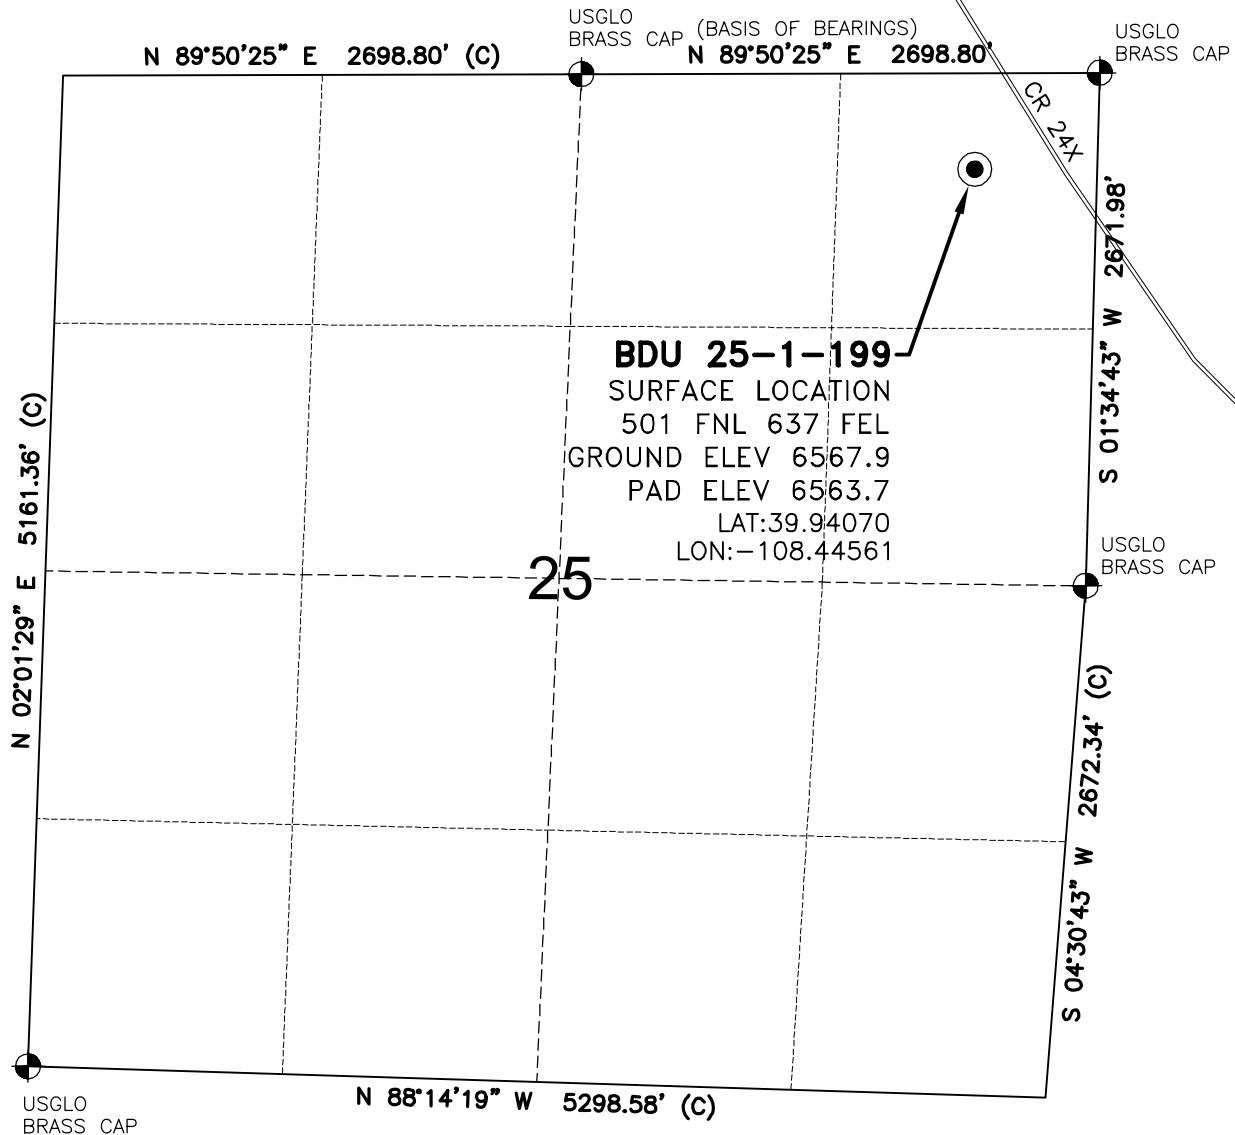 USGLO
BRASS CAP
(BASIS OF BEARINGS)
USGLO
BRASS CAP
N 89°50'25" E 2698.80' (C)
N 89°50'25" E 2698.80'
CR 24X
S 01°34'43" W 2671.98'
BDU 25-1-199
SURFACE LOCATION
501 FNL 637 FEL
GROUND ELEV 6567.9
PAD ELEV 6563.7
LAT:39.94070
LON:-108.44561
25
N 02°01'29" E 5161.36' (C)
USGLO
BRASS CAP
S 04°30'43" W 2672.34' (C)
N 88°14'19" W 5298.58' (C)
USGLO
BRASS CAP